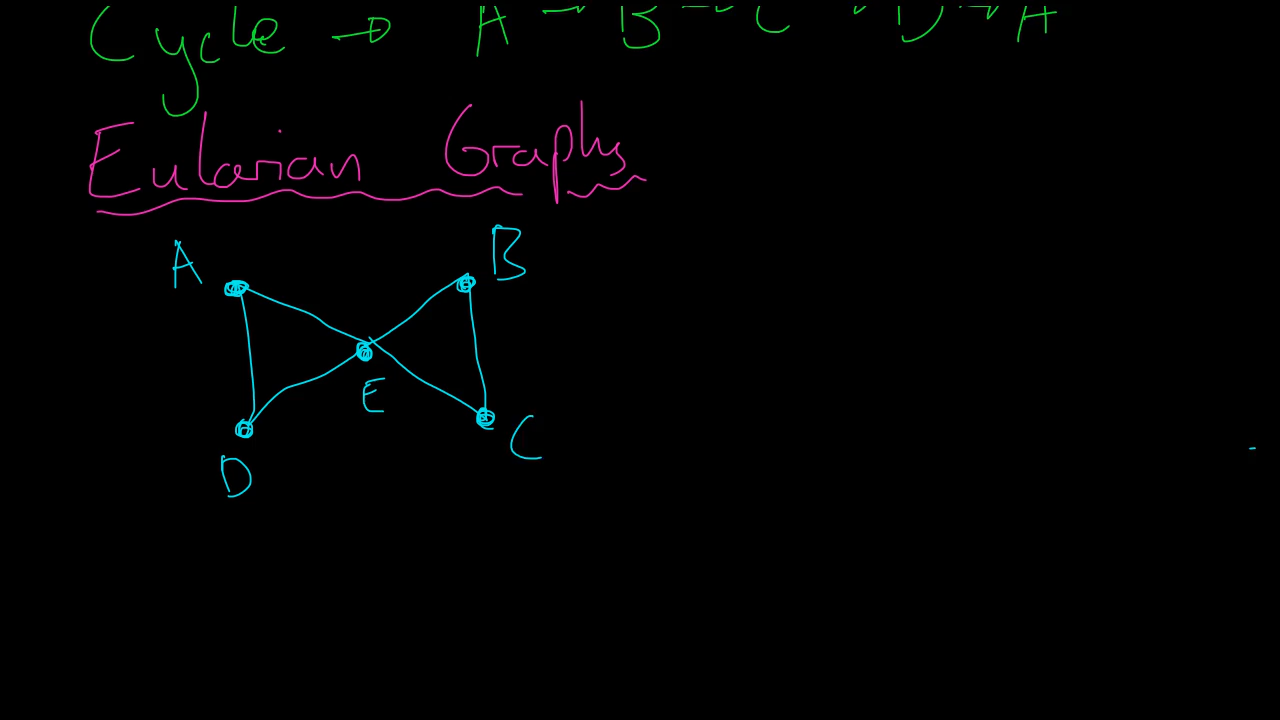 Cycle → A → B → C → D → A
Eularian Graphs
A B
E
C
D